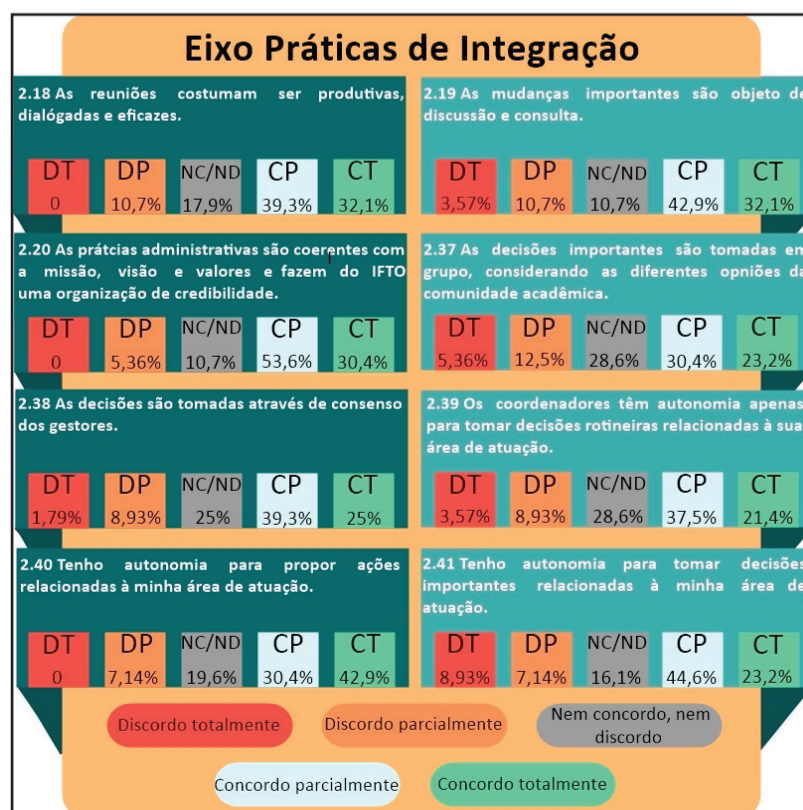 Eixo Práticas de Integração
2.18 As reuniões costumam ser produtivas,
dialógadas e eficazes.
DT DP NC/ND CP CT
0 10,7% 17,9% 39,3% 32,1%
2.19 As mudanças importantes são objeto de
discussão e consulta.
DT DP NC/ND CP CT
3,57% 10,7% 10,7% 42,9% 32,1%
2.20 As prátcias administrativas são coerentes com
a missão, visão e valores e fazem do IFTO
uma organização de credibilidade.
DT DP NC/ND CP CT
0 5,36% 10,7% 53,6% 30,4%
2.37 As decisões importantes são tomadas em
grupo, considerando as diferentes opniões da
comunidade acadêmica.
DT DP NC/ND CP CT
5,36% 12,5% 28,6% 30,4% 23,2%
2.38 As decisões são tomadas através de consenso
dos gestores.
DT DP NC/ND CP CT
1,79% 8,93% 25% 39,3% 25%
2.39 Os coordenadores têm autonomia apenas
para tomar decisões rotineiras relacionadas à sua
área de atuação.
DT DP NC/ND CP CT
3,57% 8,93% 28,6% 37,5% 21,4%
2.40 Tenho autonomia para propor ações
relacionadas à minha área de atuação.
DT DP NC/ND CP CT
0 7,14% 19,6% 30,4% 42,9%
2.41 Tenho autonomia para tomar decisões
importantes relacionadas à minha área de
atuação.
DT DP NC/ND CP CT
8,93% 7,14% 16,1% 44,6% 23,2%
Discordo totalmente
Discordo parcialmente
Nem concordo, nem
discordo
Concordo parcialmente
Concordo totalmente